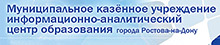 Муниципальное казённое учреждение
информационно-аналитический
центр образования города Ростова-на-Дону